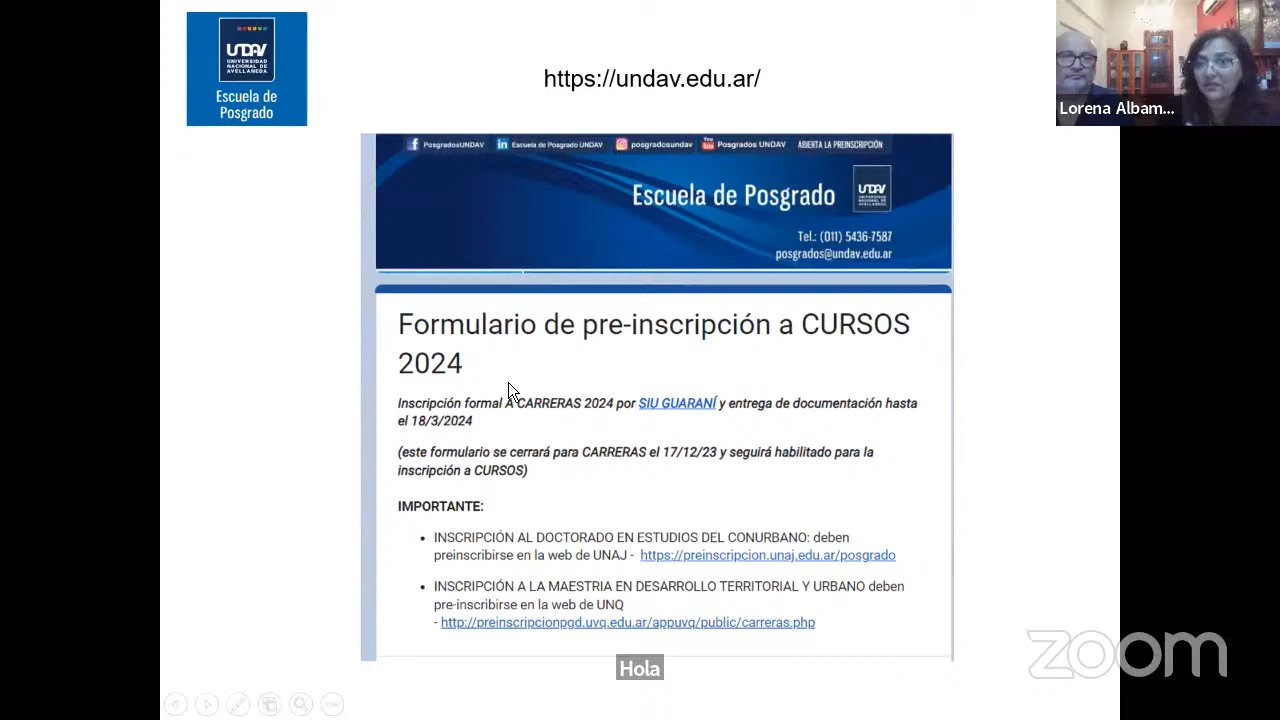 UNDAV
UNIVERSIDAD
NACIONAL DE
AVELLANEDA
Escuela de
Posgrado
https://undav.edu.ar/
Lorena Albam...
PosgradosUNDAV
Escuela de Posgrado UNDAV
posgradosundav
Posgrados UNDAV
ABIERTA LA PREINSCRIPCIÓN
Escuela de Posgrado
UNDAV
UNIVERSIDAD
NACIONAL DE
AVELLANEDA
Tel.: (011) 5436-7587
posgrados@undav.edu.ar
Formulario de pre-inscripción a CURSOS
2024
Inscripción formal A CARRERAS 2024 por SIU GUARANÍ y entrega de documentación hasta
el 18/3/2024
(este formulario se cerrará para CARRERAS el 17/12/23 y seguirá habilitado para la
inscripción a CURSOS)
IMPORTANTE:
• INSCRIPCIÓN AL DOCTORADO EN ESTUDIOS DEL CONURBANO: deben
preinscribirse en la web de UNAJ - https://preinscripcion.unaj.edu.ar/posgrado
• INSCRIPCIÓN A LA MAESTRIA EN DESARROLLO TERRITORIAL Y URBANO deben
pre-inscribirse en la web de UNQ
- http://preinscripcionpgd.uvq.edu.ar/appuvq/public/carreras.php
Hola
zoom